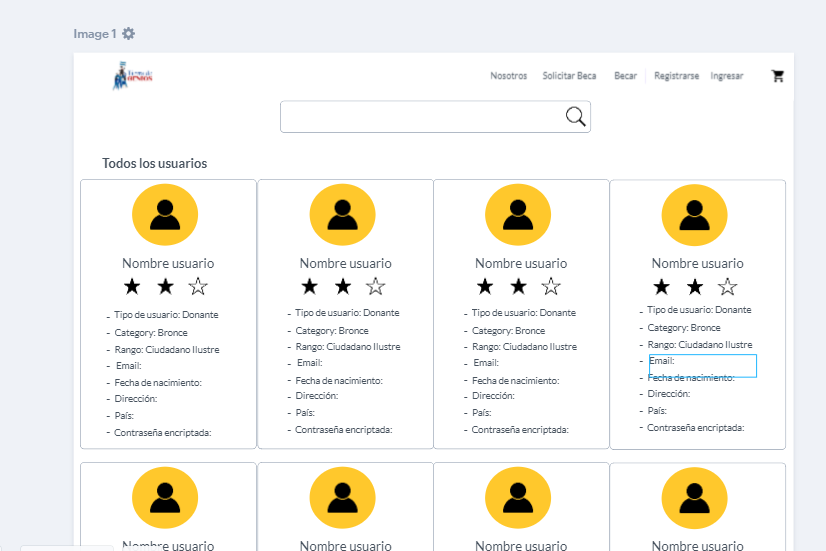 Image 1
Tierra de
GENIOS
Nosotros Solicitar Beca Becar Registrarse Ingresar
Todos los usuarios
Nombre usuario
- Tipo de usuario: Donante
- Category: Bronce
- Rango: Ciudadano Ilustre
- Email:
- Fecha de nacimiento:
- Dirección:
- País:
- Contraseña encriptada:
Nombre usuario
- Tipo de usuario: Donante
- Category: Bronce
- Rango: Ciudadano Ilustre
- Email:
- Fecha de nacimiento:
- Dirección:
- País:
- Contraseña encriptada:
Nombre usuario
- Tipo de usuario: Donante
- Category: Bronce
- Rango: Ciudadano Ilustre
- Email:
- Fecha de nacimiento:
- Dirección:
- País:
- Contraseña encriptada:
Nombre usuario
- Tipo de usuario: Donante
- Category: Bronce
- Rango: Ciudadano Ilustre
- Email:
- Fecha de nacimiento:
- Dirección:
- País:
- Contraseña encriptada:
Nombre usuario
Nombre usuario
Nombre usuario
Nombre usuario